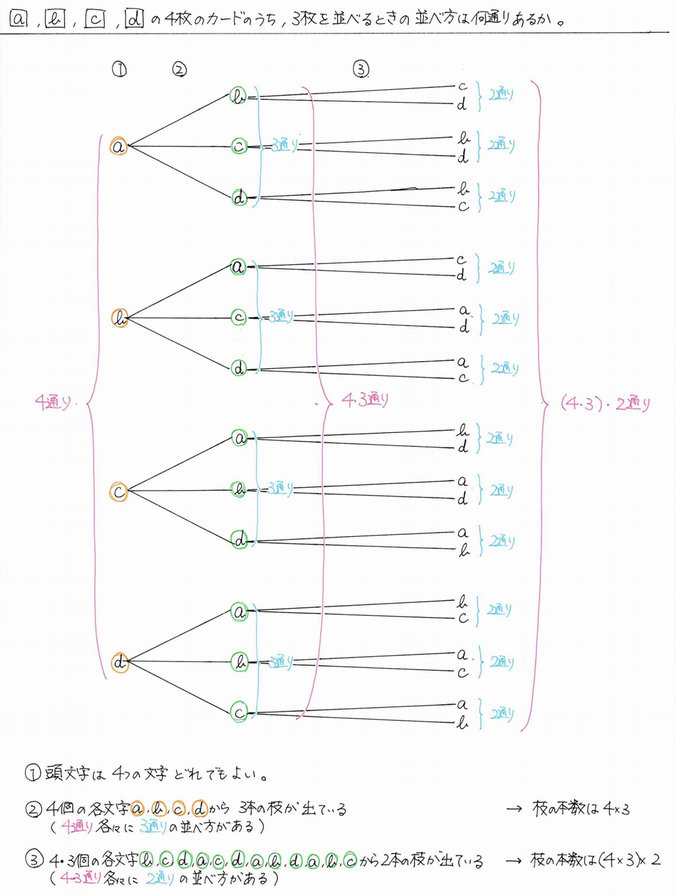 a, b, c, d の4枚のカードのうち, 3枚を並べるときの並べ方は何通りあるか。
① ② ③
b c 2通り
d
a c 3通り b 2通り
d
d b 2通り
c
a c 2通り
d
b c 3通り a 2通り
d
d a 2通り
c
4通り 4・3通り (4・3)・2通り
a b 2通り
d
c b 3通り a 2通り
d
d a 2通り
b
a b 2通り
c
d b 3通り a 2通り
c
c a 2通り
b
① 頭文字は 4つの文字 どれでもよい。
② 4個の各文字 a, b, c, d から 3本の枝が出ている → 枝の本数は 4×3
( 4通り 各々に 3通り の並べ方がある )
③ 4・3個の各文字 b, c, d, a, c, d, a, b, d, a, b, c から2本の枝が出ている → 枝の本数は (4×3)×2
( 4・3通り 各々に 2通り の並べ方がある )